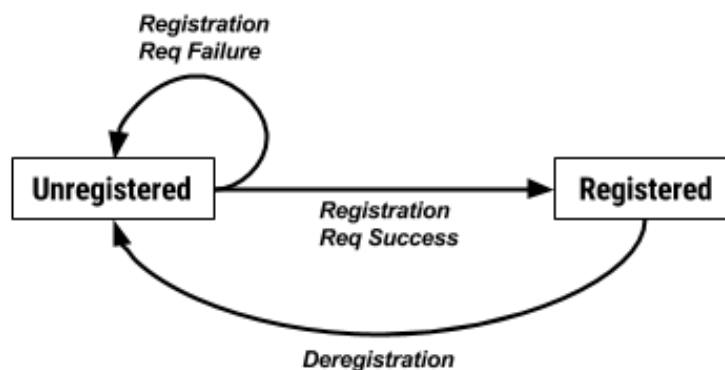 Registration
Req Failure
Unregistered
Registered
Registration
Req Success
Deregistration